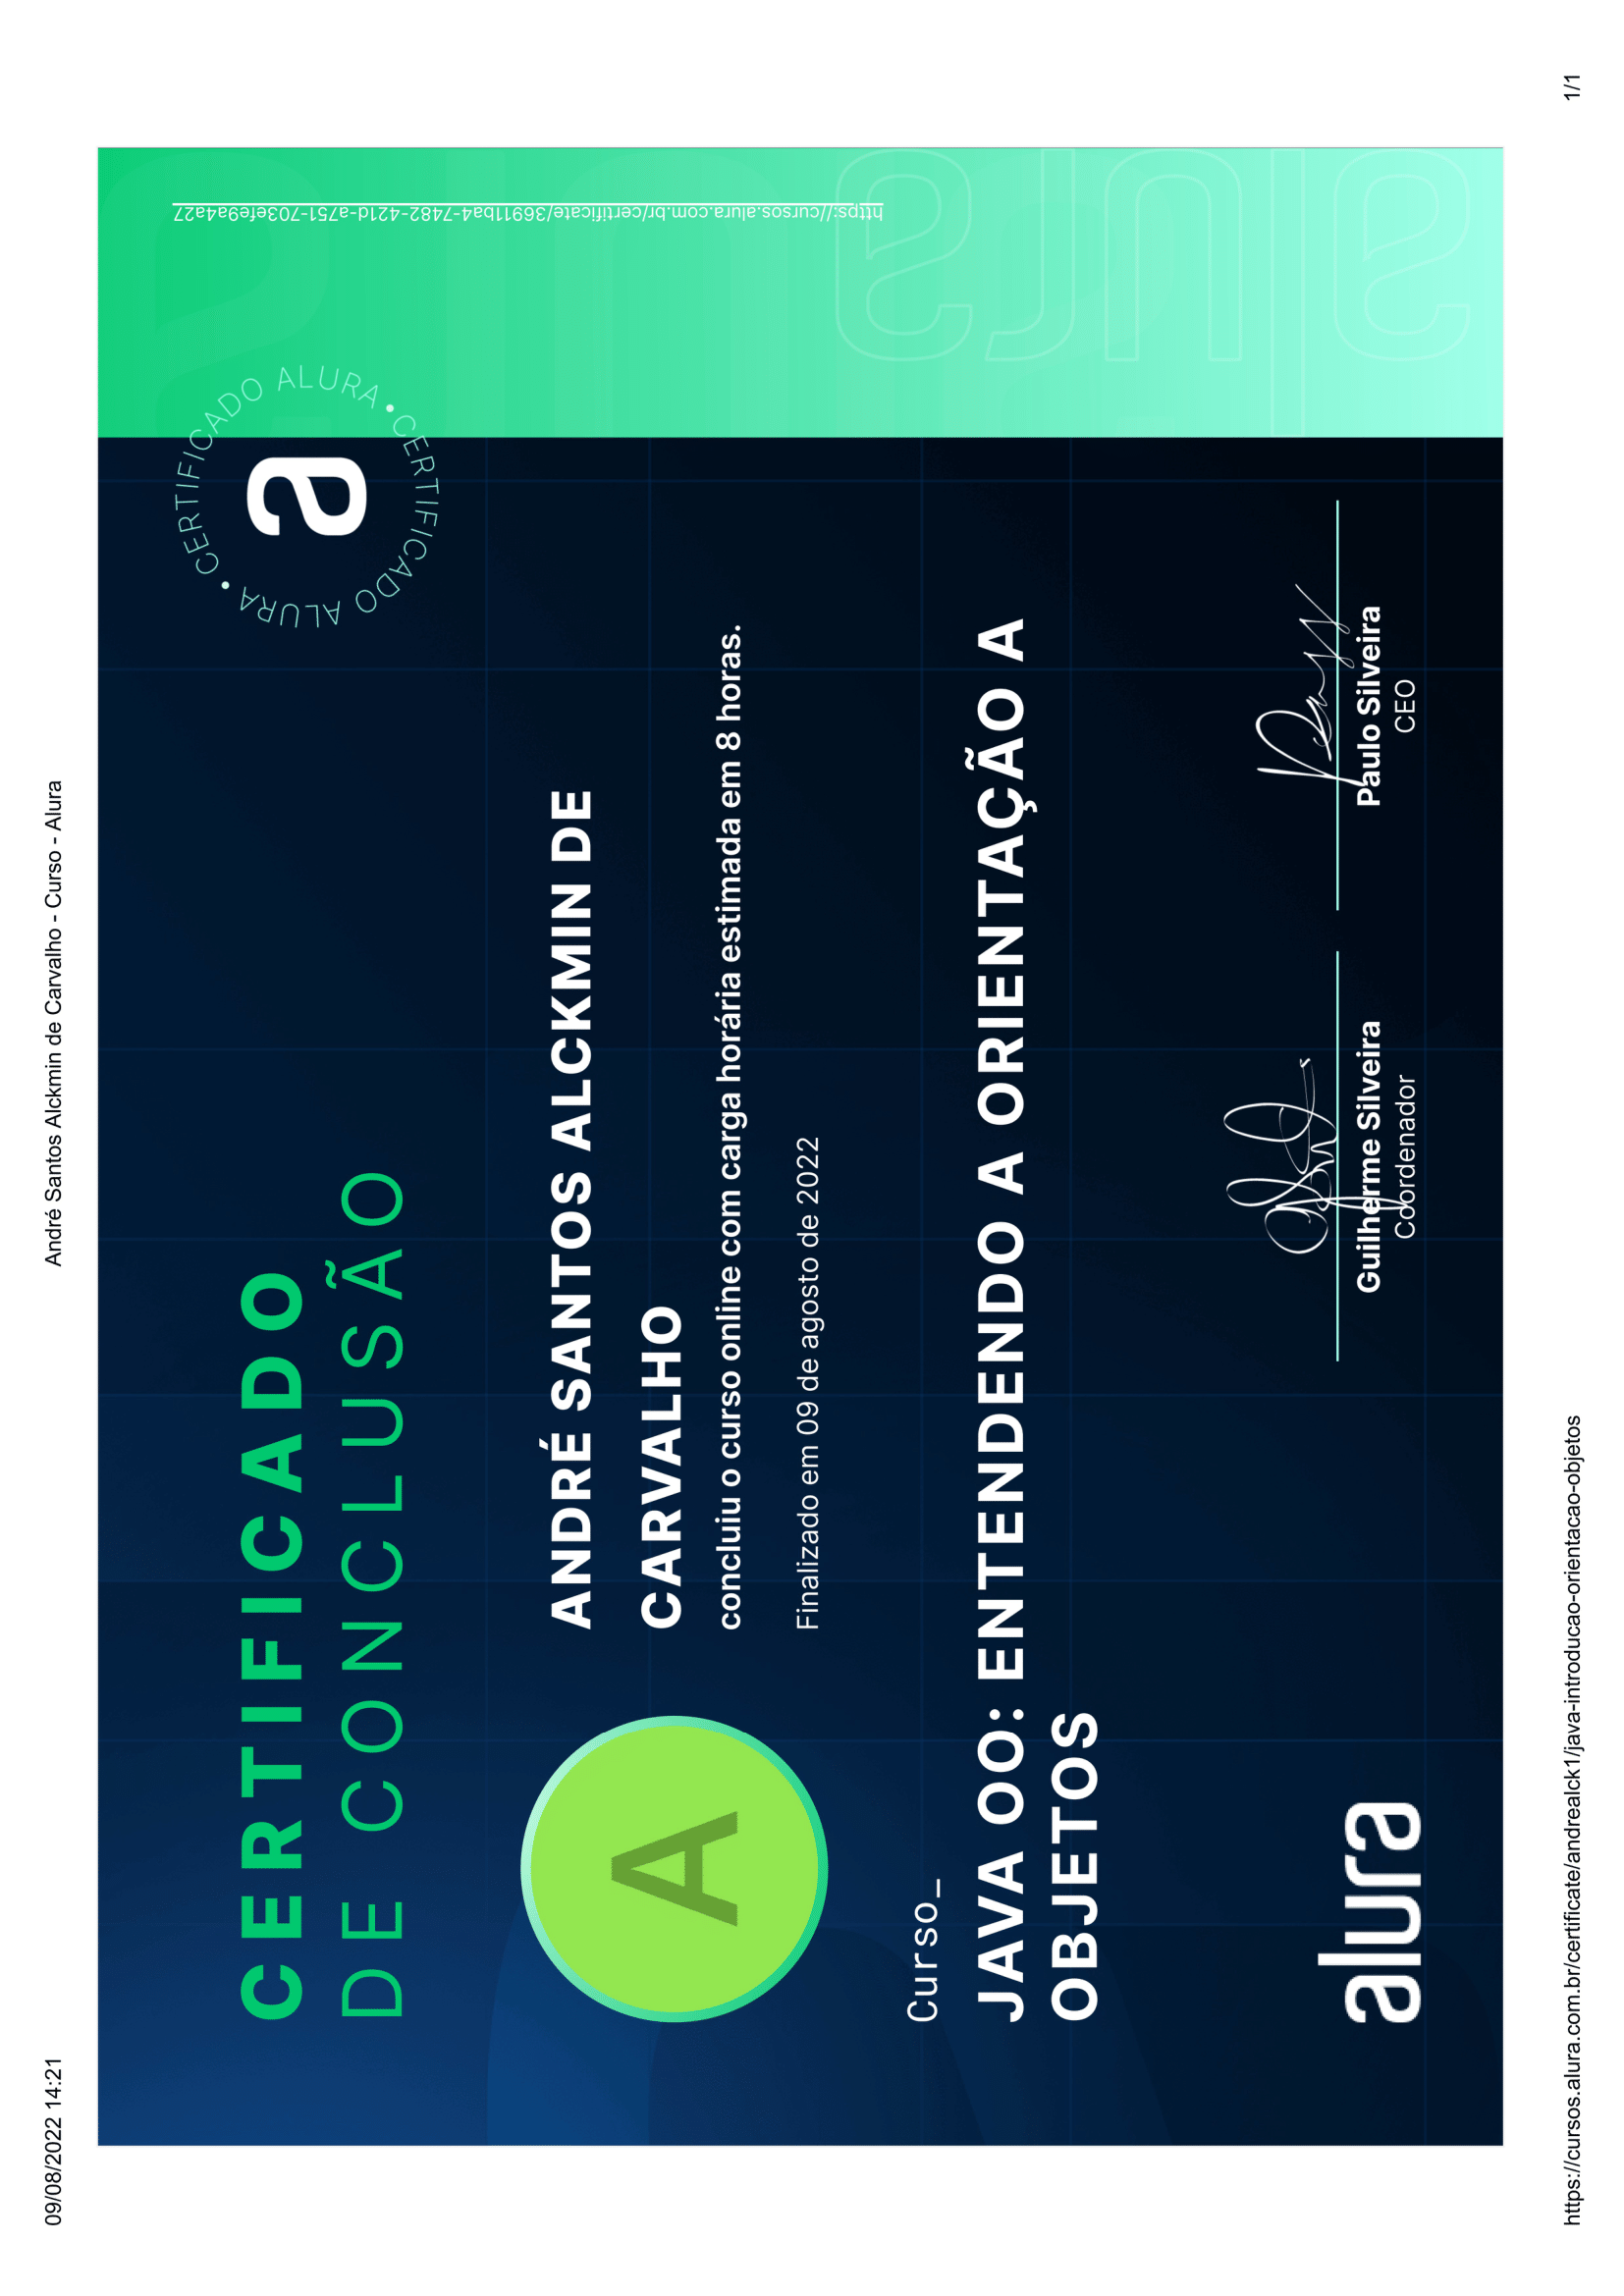 09/08/2022 14:21
André Santos Alckmin de Carvalho - Curso - Alura
CERTIFICADO
DE CONCLUSÃO
CERTIFICADO ALURA • CERTIFICADO ALURA •
a
https://cursos.alura.com.br/certificate/36911ba4-7482-421d-a751-703efe9a4a27
alura
A
ANDRÉ SANTOS ALCKMIN DE
CARVALHO
concluiu o curso online com carga horária estimada em 8 horas.
Finalizado em 09 de agosto de 2022
Curso_
JAVA OO: ENTENDENDO A ORIENTAÇÃO A
OBJETOS
alura
Guilherme Silveira
Coordenador
Paulo Silveira
CEO
https://cursos.alura.com.br/certificate/andrealck1/java-introducao-orientacao-objetos
1/1